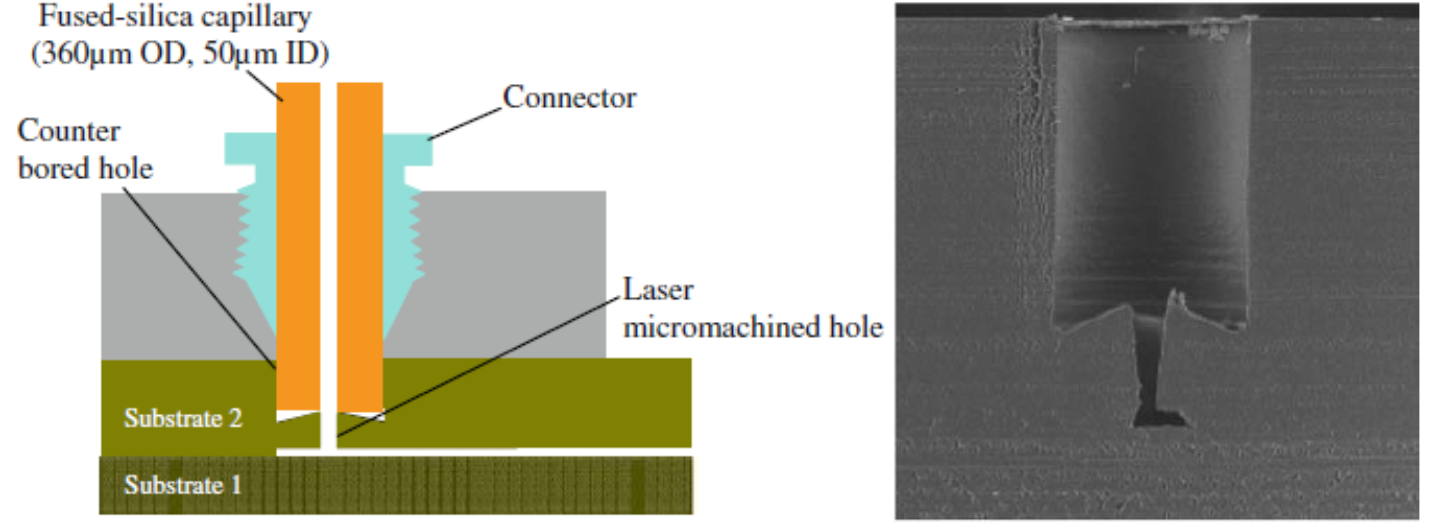 Fused-silica capillary
(360µm OD, 50µm ID)
Connector
Counter
bored hole
Laser
micromachined hole
Substrate 2
Substrate 1